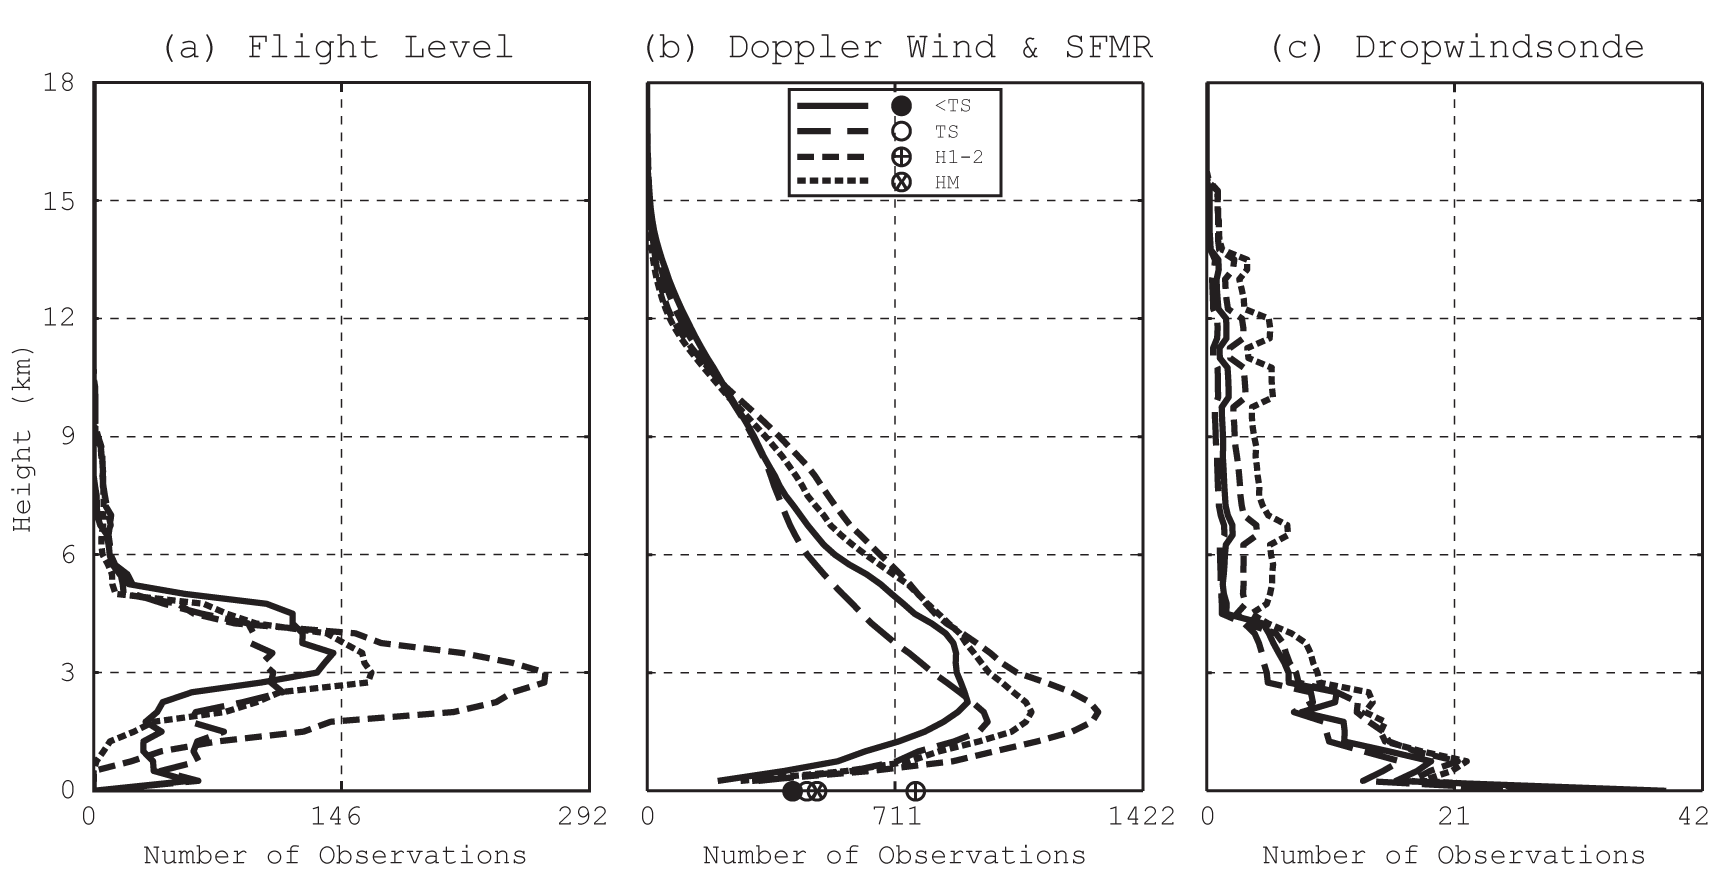 (a) Flight Level
(b) Doppler Wind & SFMR
(c) Dropwindsonde
<TS
TS
H1-2
HM
Height (km)
18
15
12
9
6
3
0
0 146 292
0 711 1422
0 21 42
Number of Observations
Number of Observations
Number of Observations